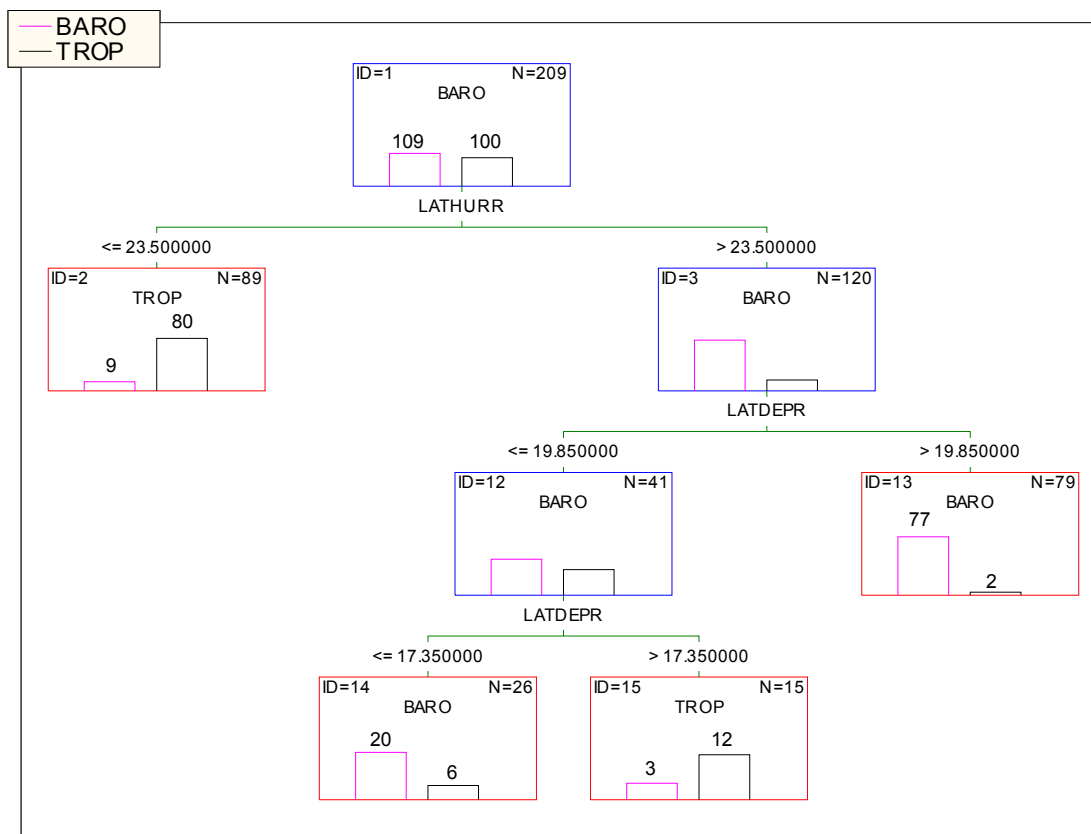 BARO
TROP
ID=1 N=209
BARO
109 100
LATHURR
<= 23.500000 > 23.500000
ID=2 N=89
TROP
9 80
ID=3 N=120
BARO
LATDEPR
<= 19.850000 > 19.850000
ID=12 N=41
BARO
ID=13 N=79
BARO
77 2
LATDEPR
<= 17.350000 > 17.350000
ID=14 N=26
BARO
20 6
ID=15 N=15
TROP
3 12